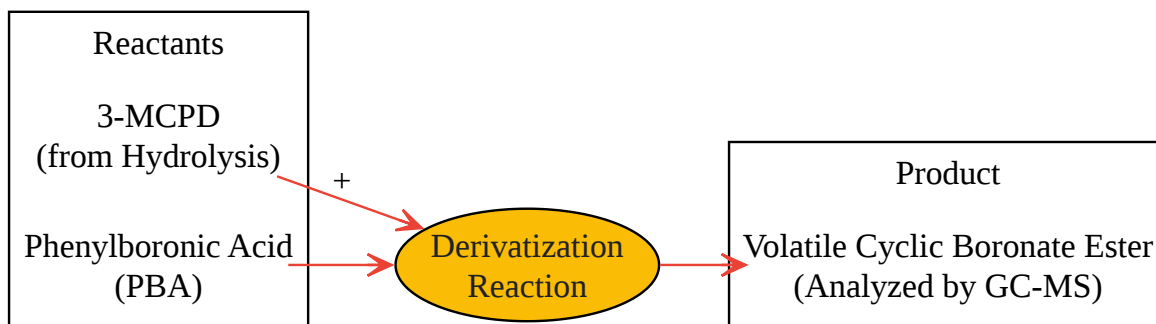 Reactants
3-MCPD
(from Hydrolysis)
+
Phenylboronic Acid
(PBA)
Derivatization
Reaction
Product
Volatile Cyclic Boronate Ester
(Analyzed by GC-MS)